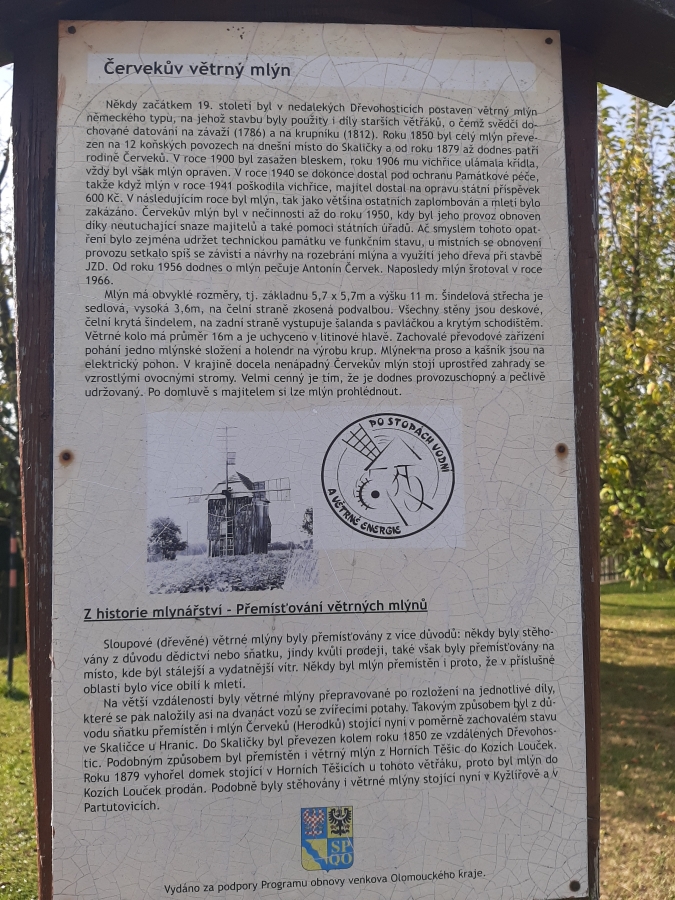 Červekův větrný mlýn
Někdy začátkem 19. století byl v nedalekých Dřevohosticích postaven větrný mlýn
německého typu, na jehož stavbu byly použity i díly starších větřáků, o čemž svědčí do-
chované datování na závaží (1786) a na krupníku (1812). Roku 1850 byl celý mlýn převe-
zen na 12 koňských povozech na dnešní místo do Skaličky a od roku 1879 až dodnes patří
rodině Červeků. V roce 1900 byl zasažen bleskem, roku 1906 mu vichřice ulámala křídla,
vždy byl však mlýn opraven. V roce 1940 se dokonce dostal pod ochranu Památkové péče,
takže když mlýn v roce 1941 poškodila vichřice, majitel dostal na opravu státní příspěvek
600 Kč. V následujícím roce byl mlýn, tak jako většina ostatních zaplombován a mletí bylo
zakázáno. Červekův mlýn byl v nečinnosti až do roku 1950, kdy byl jeho provoz obnoven
díky neutuchající snaze majitelů a také pomoci státních úřadů. Ač smyslem tohoto opat-
ření bylo zejména udržet technickou památku ve funkčním stavu, u místních se obnovení
provozu setkalo spíš se závistí a návrhy na rozebrání mlýna a využití jeho dřeva při stavbě
JZD. Od roku 1956 dodnes o mlýn pečuje Antonín Červek. Naposledy mlýn šrotoval v roce
1966.
Mlýn má obvyklé rozměry, tj. základnu 5,7 x 5,7m a výšku 11 m. Šindelová střecha je
sedlová, vysoká 3,6m, na čelní straně zkosená podvalbou. Všechny stěny jsou deskové,
čelní krytá šindelem, na zadní straně vystupuje šalanda s pavláčkou a krytým schodištěm.
Větrné kolo má průměr 16m a je uchyceno v litinové hlavě. Zachovalé převodové zařízení
pohání jedno mlýnské složení a holendr na výrobu krup. Mlýnek na proso a kašník jsou na
elektrický pohon. V krajině docela nenápadný Červekův mlýn stojí uprostřed zahrady se
vzrostlými ovocnými stromy. Velmi cenný je tím, že je dodnes provozuschopný a pečlivě
udržovaný. Po domluvě s majitelem si lze mlýn prohlédnout.
PO STOPÁCH VODNÍ
A VĚTRNÉ ENERGIE
Z historie mlynářství - Přemísťování větrných mlýnů
Sloupové (dřevěné) větrné mlýny byly přemísťovány z více důvodů: někdy byly stěho-
vány z důvodu dědictví nebo sňatku, jindy kvůli prodeji, také však byly přemísťovány na
místo, kde byl stálejší a vydatnější vítr. Někdy byl mlýn přemístěn i proto, že v příslušné
oblasti bylo více obilí k mletí.
Na větší vzdálenosti byly větrné mlýny přepravované po rozložení na jednotlivé díly,
které se pak naložily asi na dvanáct vozů se zvířecími potahy. Takovým způsobem byl z dů-
vodu sňatku přemístěn i mlýn Červeků (Herodků) stojící nyní v poměrně zachovalém stavu
ve Skaličce u Hranic. Do Skaličky byl převezen kolem roku 1850 ze vzdálených Dřevohos-
tic. Podobným způsobem byl přemístěn i větrný mlýn z Horních Těšic do Kozích Louček.
Roku 1879 vyhořel domek stojící v Horních Těšicích u tohoto větřáku, proto byl mlýn do
Kozích Louček prodán. Podobně byly stěhovány i větrné mlýny stojící nyní v Kyžlířově a v
Partutovicích.
SP
QO
Vydáno za podpory Programu obnovy venkova Olomouckého kraje.